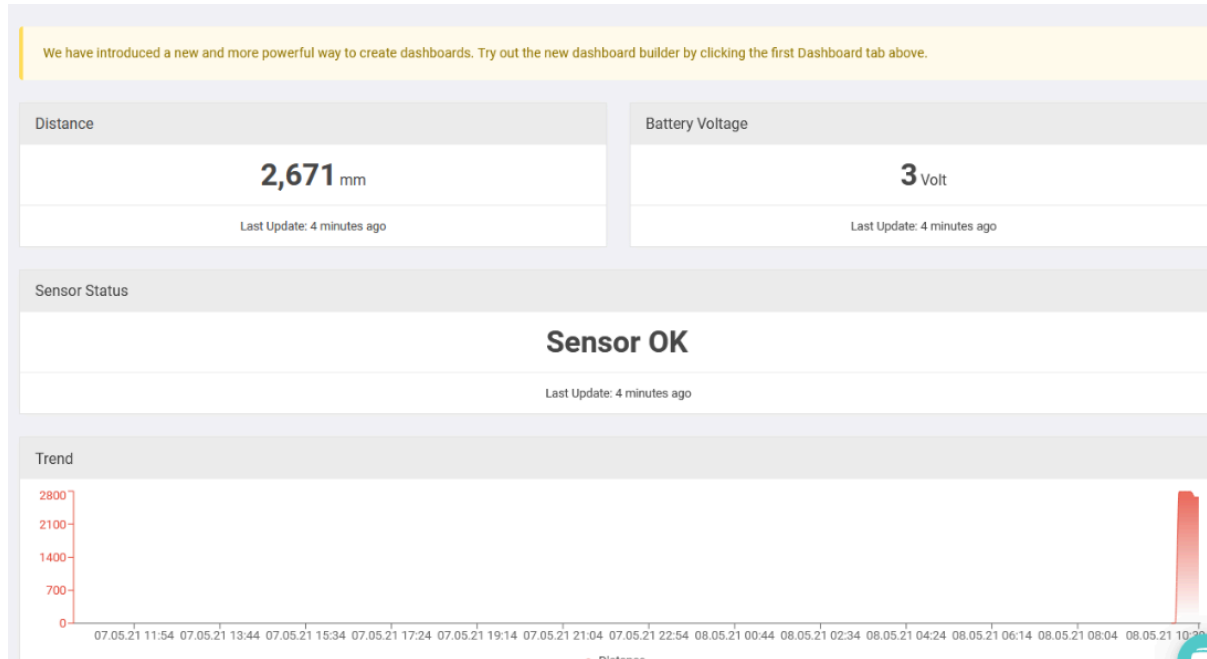 We have introduced a new and more powerful way to create dashboards. Try out the new dashboard builder by clicking the first Dashboard tab above.
Distance
Battery Voltage
2,671 mm
3 Volt
Last Update: 4 minutes ago
Last Update: 4 minutes ago
Sensor Status
Sensor OK
Last Update: 4 minutes ago
Trend
2800
2100
1400
700
0
07.05.21 11:54 07.05.21 13:44 07.05.21 15:34 07.05.21 17:24 07.05.21 19:14 07.05.21 21:04 07.05.21 22:54 08.05.21 00:44 08.05.21 02:34 08.05.21 04:24 08.05.21 06:14 08.05.21 08:04 08.05.21
Distance